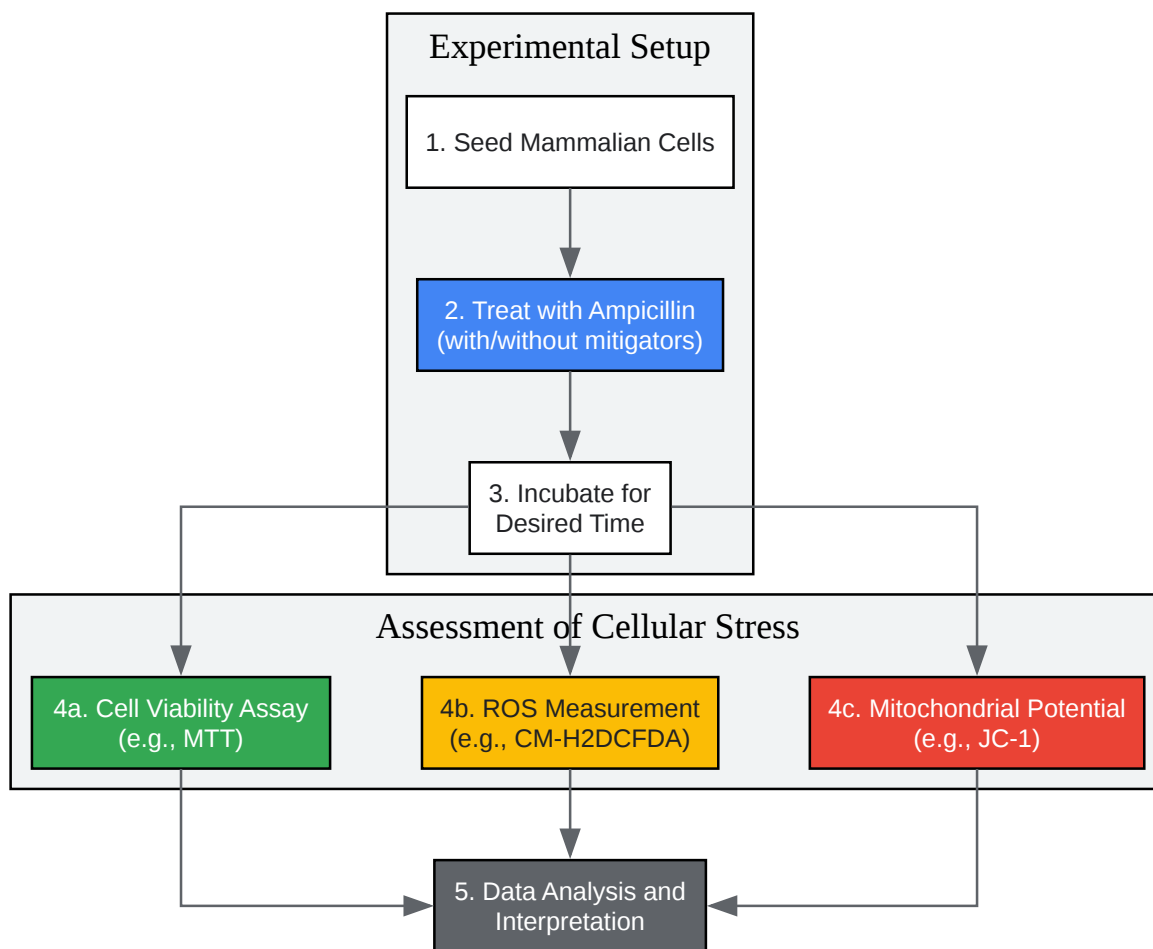 Experimental Setup
1. Seed Mammalian Cells
2. Treat with Ampicillin
(with/without mitigators)
3. Incubate for
Desired Time
Assessment of Cellular Stress
4a. Cell Viability Assay
(e.g., MTT)
4b. ROS Measurement
(e.g., CM-H2DCFDA)
4c. Mitochondrial Potential
(e.g., JC-1)
5. Data Analysis and
Interpretation